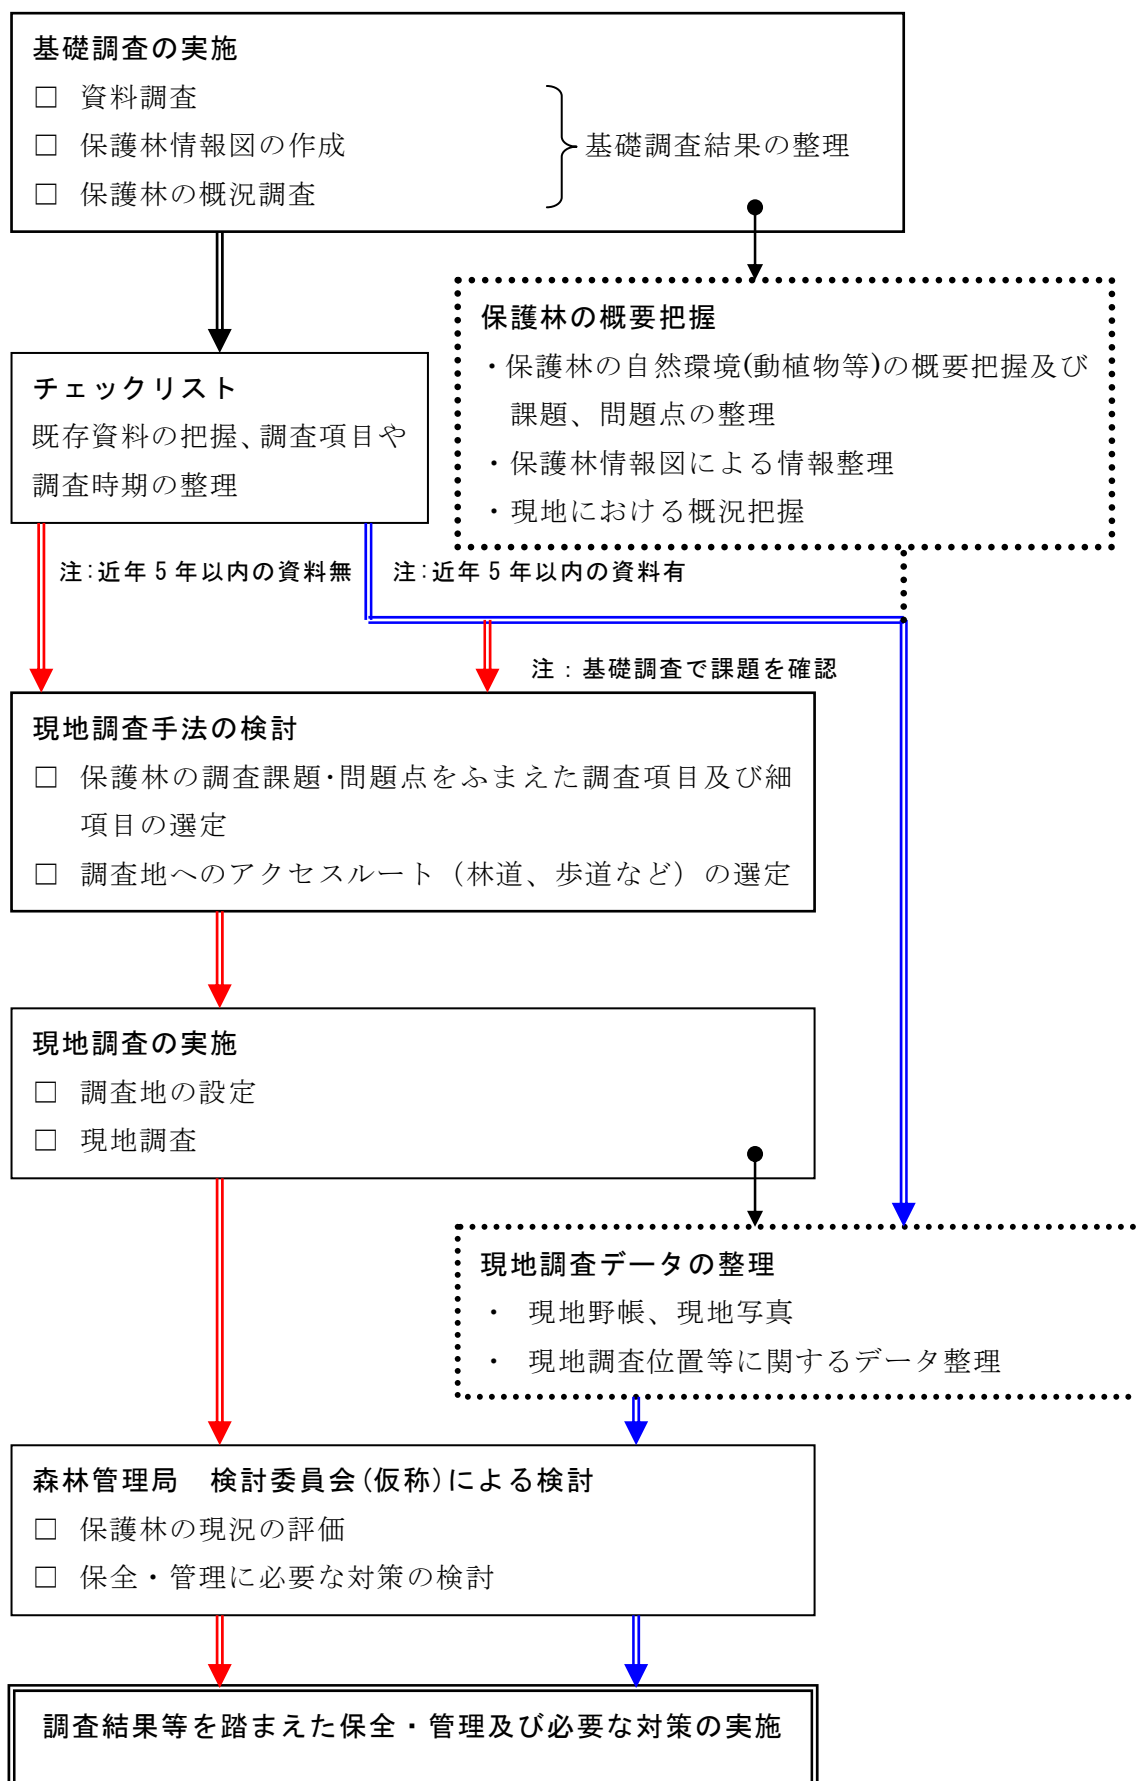 基礎調査の実施
□ 資料調査
□ 保護林情報図の作成
□ 保護林の概況調査
基礎調査結果の整理
保護林の概要把握
・保護林の自然環境(動植物等)の概要把握及び
課題、問題点の整理
・保護林情報図による情報整理
・現地における概況把握
チェックリスト
既存資料の把握、調査項目や
調査時期の整理
注:近年5年以内の資料無
注:近年5年以内の資料有
注:基礎調査で課題を確認
現地調査手法の検討
□ 保護林の調査課題・問題点をふまえた調査項目及び細
項目の選定
□ 調査地へのアクセスルート（林道、歩道など）の選定
現地調査の実施
□ 調査地の設定
□ 現地調査
現地調査データの整理
・ 現地野帳、現地写真
・ 現地調査位置等に関するデータ整理
森林管理局　検討委員会(仮称)による検討
□ 保護林の現況の評価
□ 保全・管理に必要な対策の検討
調査結果等を踏まえた保全・管理及び必要な対策の実施